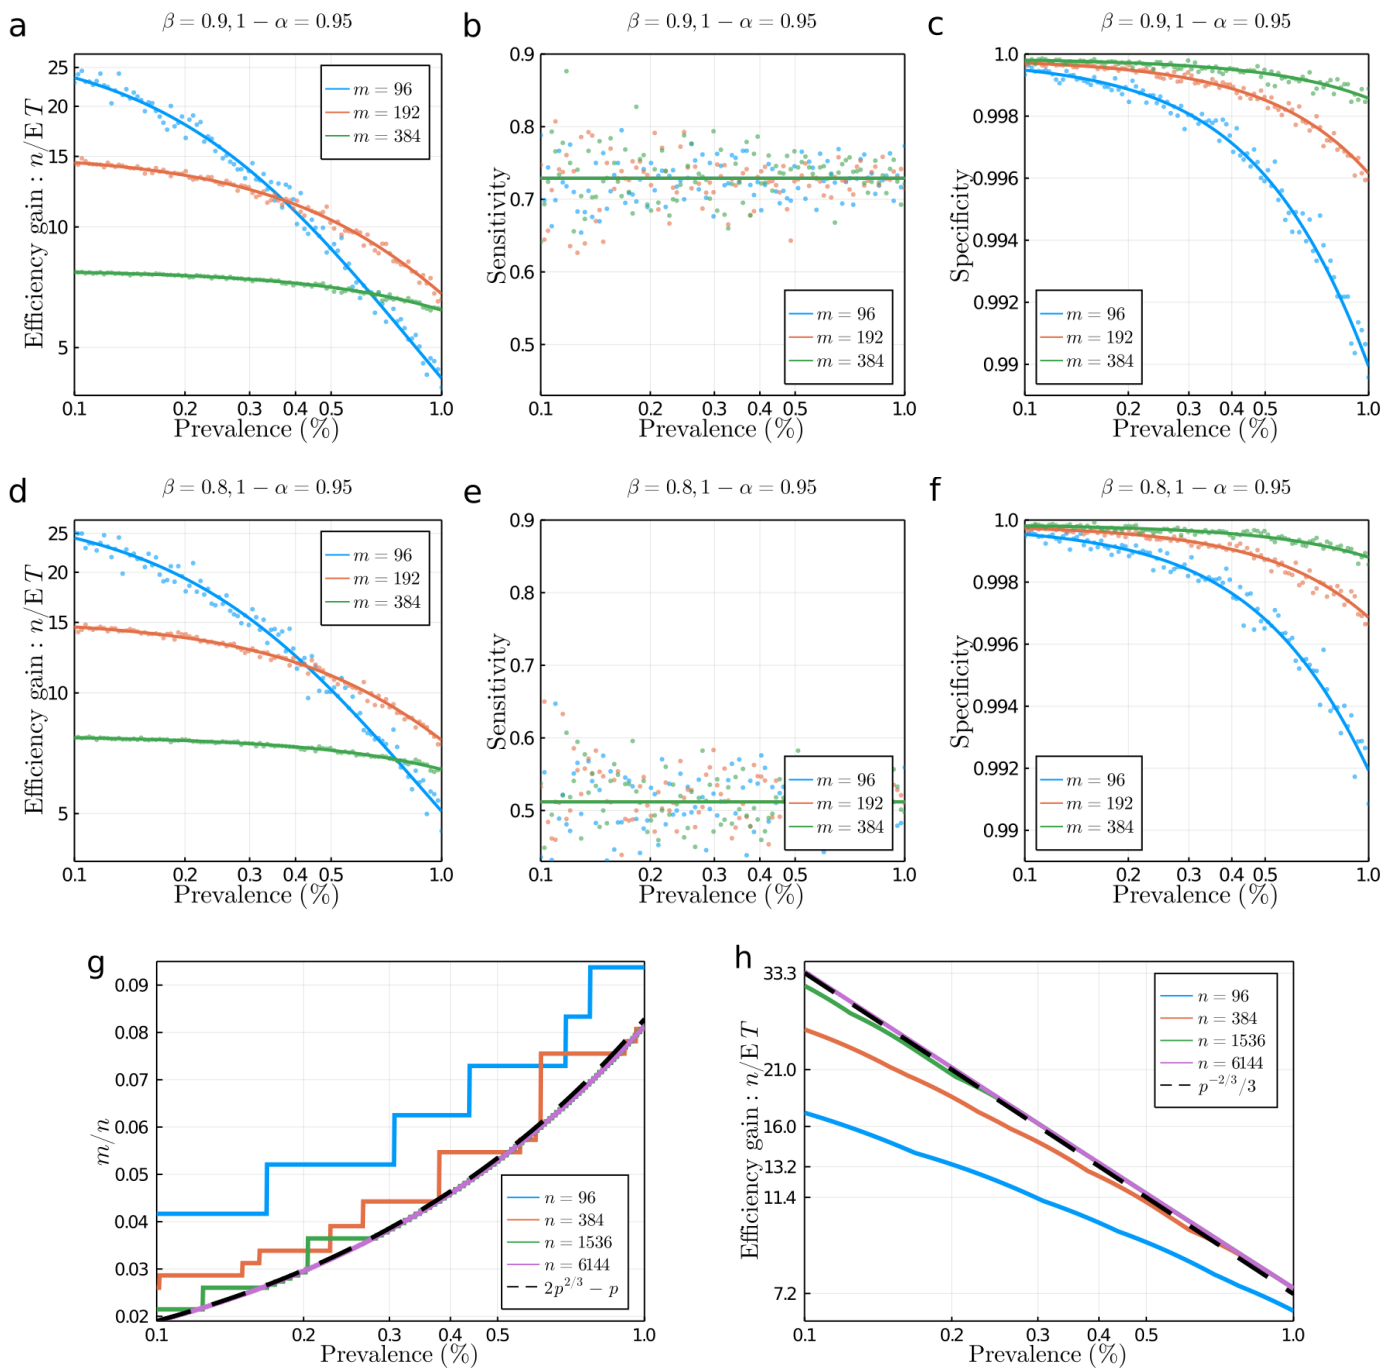 a
β = 0.9, 1 − α = 0.95
25
20
15
10
5
Efficiency gain : n/E T
m = 96
m = 192
m = 384
0.1 0.2 0.3 0.4 0.5 1.0
Prevalence (%)
b
β = 0.9, 1 − α = 0.95
0.9
0.8
0.7
0.6
0.5
Sensitivity
m = 96
m = 192
m = 384
0.1 0.2 0.3 0.4 0.5 1.0
Prevalence (%)
c
β = 0.9, 1 − α = 0.95
1.0
0.998
0.996
0.994
0.992
0.99
Specificity
m = 96
m = 192
m = 384
0.1 0.2 0.3 0.4 0.5 1.0
Prevalence (%)
d
β = 0.8, 1 − α = 0.95
25
20
15
10
5
Efficiency gain : n/E T
m = 96
m = 192
m = 384
0.1 0.2 0.3 0.4 0.5 1.0
Prevalence (%)
e
β = 0.8, 1 − α = 0.95
0.9
0.8
0.7
0.6
0.5
Sensitivity
m = 96
m = 192
m = 384
0.1 0.2 0.3 0.4 0.5 1.0
Prevalence (%)
f
β = 0.8, 1 − α = 0.95
1.0
0.998
0.996
0.994
0.992
0.99
Specificity
m = 96
m = 192
m = 384
0.1 0.2 0.3 0.4 0.5 1.0
Prevalence (%)
g
0.09
0.08
0.07
0.06
0.05
0.04
0.03
0.02
m/n
n = 96
n = 384
n = 1536
n = 6144
2p^{2/3} − p
0.1 0.2 0.3 0.4 0.5 1.0
Prevalence (%)
h
33.3
21.0
16.0
13.2
11.4
7.2
Efficiency gain : n/E T
n = 96
n = 384
n = 1536
n = 6144
p^{−2/3}/3
0.1 0.2 0.3 0.5 1.0
Prevalence (%)